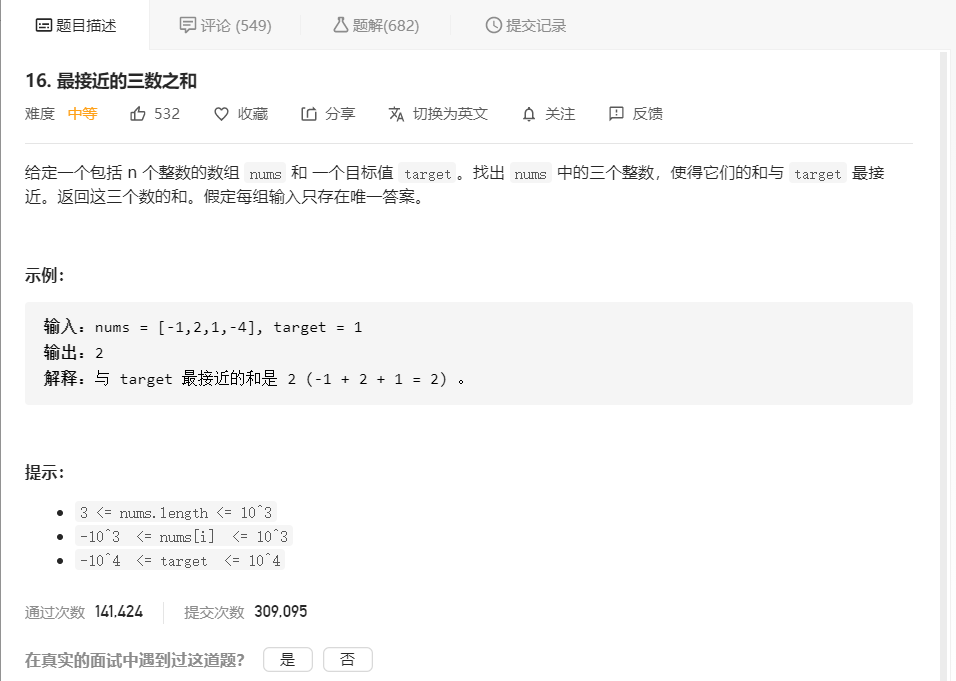 题目描述 评论 (549) 题解(682) 提交记录
16. 最接近的三数之和
难度 中等 532 收藏 分享 切换为英文 关注 反馈
给定一个包括 n 个整数的数组 nums 和 一个目标值 target。找出 nums 中的三个整数，使得它们的和与 target 最接
近。返回这三个数的和。假定每组输入只存在唯一答案。
示例：
输入：nums = [-1,2,1,-4], target = 1
输出：2
解释：与 target 最接近的和是 2 (-1 + 2 + 1 = 2) 。
提示：
3 <= nums.length <= 10^3
-10^3 <= nums[i] <= 10^3
-10^4 <= target <= 10^4
通过次数 141,424 提交次数 309,095
在真实的面试中遇到过这道题? 是 否